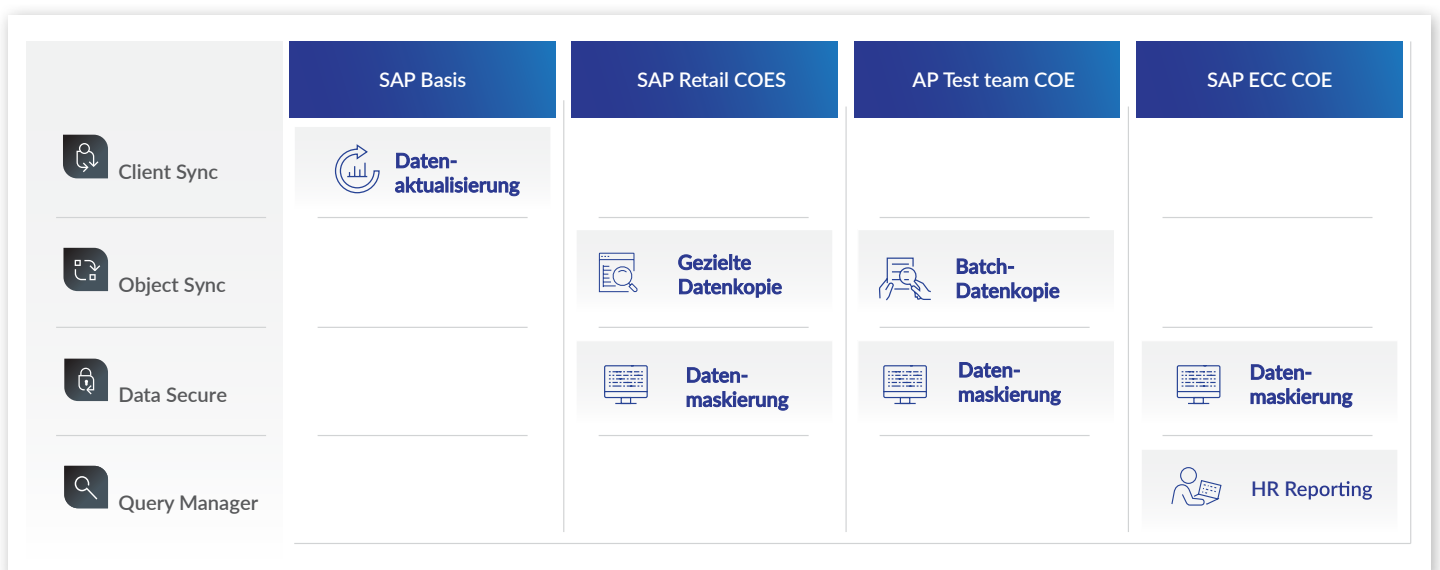 SAP Basis
SAP Retail COES
AP Test team COE
SAP ECC COE
Client Sync
Daten-
aktualisierung
Object Sync
Gezielte
Datenkopie
Batch-
Datenkopie
Data Secure
Daten-
maskierung
Daten-
maskierung
Daten-
maskierung
Query Manager
HR Reporting